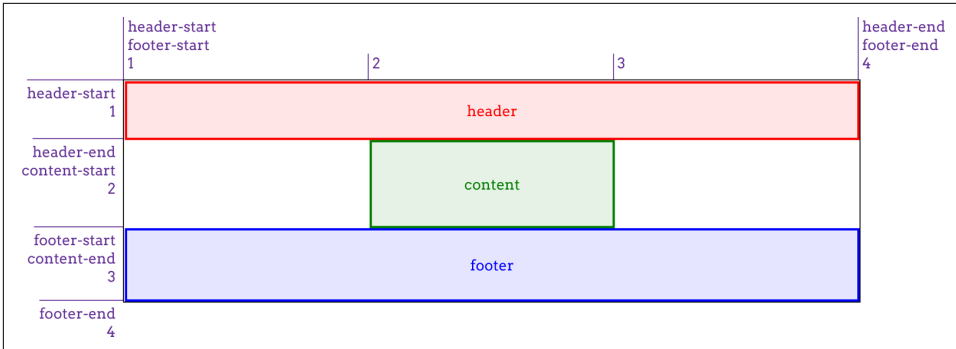 header-start
footer-start
1
2
3
header-end
footer-end
4
header-start
1
header
header-end
content-start
2
content
footer-start
content-end
3
footer
footer-end
4